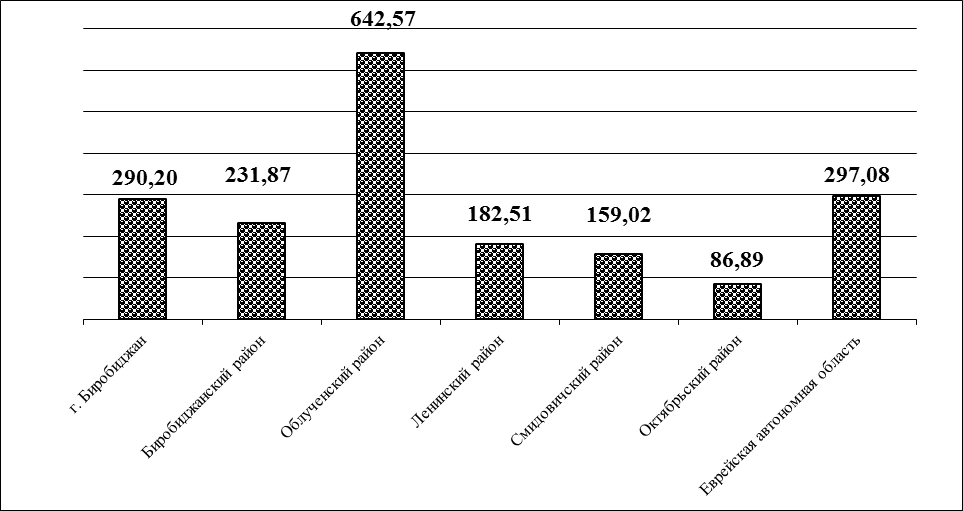 642,57
290,20
231,87
182,51
159,02
86,89
297,08
г. Биробиджан
Биробиджанский район
Облученский район
Ленинский район
Смидовичский район
Октябрьский район
Еврейская автономная область